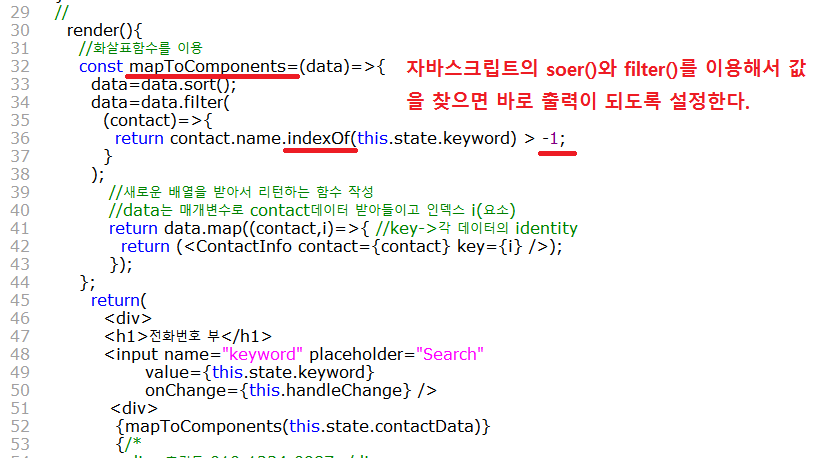 29 //
30 render(){
31 //화살표함수를 이용
32 const mapToComponents=(data)=>{
자바스크립트의 soer()와 filter()를 이용해서 값
을 찾으면 바로 출력이 되도록 설정한다.
33 data=data.sort();
34 data=data.filter(
35 (contact)=>{
36 return contact.name.indexOf(this.state.keyword) > -1;
37 }
38 );
39 //새로운 배열을 받아서 리턴하는 함수 작성
40 //data는 매개변수로 contact데이터 받아들이고 인덱스 i(요소)
41 return data.map((contact,i)=>{ //key->각 데이터의 identity
42 return (<ContactInfo contact={contact} key={i} />);
43 });
44 };
45 return(
46 <div>
47 <h1>전화번호 부</h1>
48 <input name="keyword" placeholder="Search"
49 value={this.state.keyword}
50 onChange={this.handleChange} />
51 <div>
52 {mapToComponents(this.state.contactData)}
53 {/*